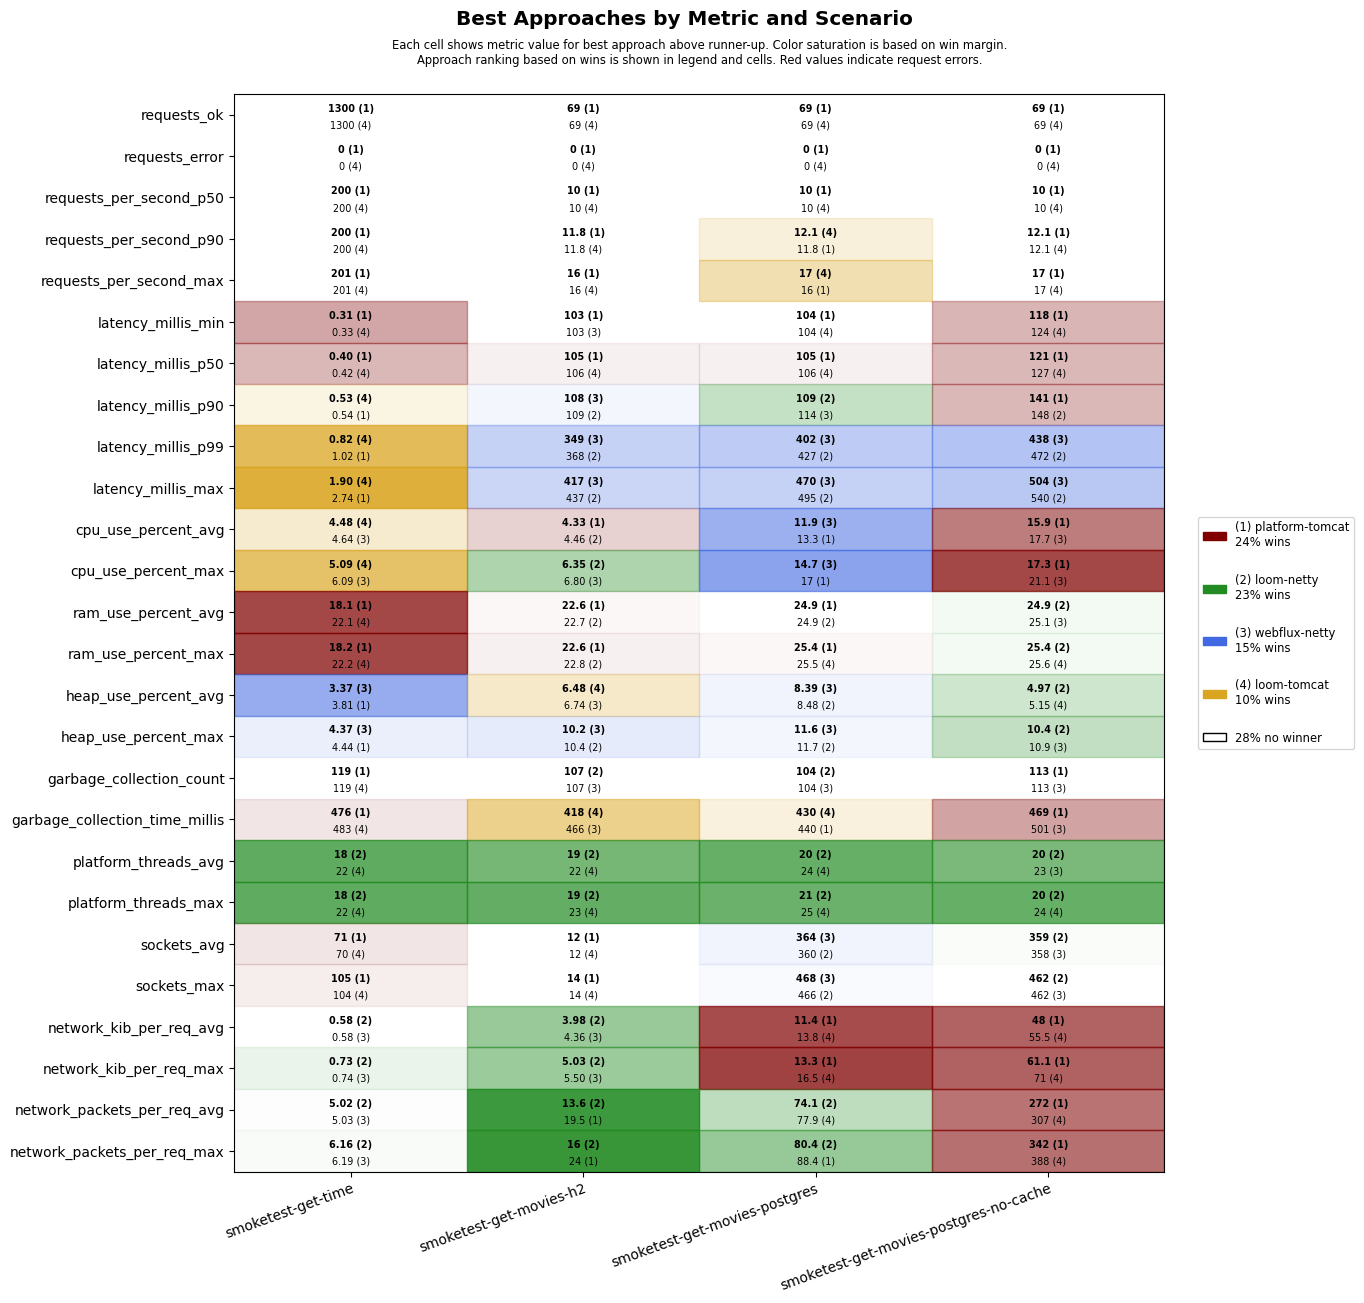 Best Approaches by Metric and Scenario
Each cell shows metric value for best approach above runner-up. Color saturation is based on win margin.
Approach ranking based on wins is shown in legend and cells. Red values indicate request errors.
requests_ok
1300 (1) 69 (1) 69 (1) 69 (1)
1300 (4) 69 (4) 69 (4) 69 (4)
requests_error
0 (1) 0 (1) 0 (1) 0 (1)
0 (4) 0 (4) 0 (4) 0 (4)
requests_per_second_p50
200 (1) 10 (1) 10 (1) 10 (1)
200 (4) 10 (4) 10 (4) 10 (4)
requests_per_second_p90
200 (1) 11.8 (1) 12.1 (4) 12.1 (1)
200 (4) 11.8 (4) 11.8 (1) 12.1 (4)
requests_per_second_max
201 (1) 16 (1) 17 (4) 17 (1)
201 (4) 16 (4) 16 (1) 17 (4)
latency_millis_min
0.31 (1) 103 (1) 104 (1) 118 (1)
0.33 (4) 103 (3) 104 (4) 124 (4)
latency_millis_p50
0.40 (1) 105 (1) 105 (1) 121 (1)
0.42 (4) 106 (4) 106 (4) 127 (4)
latency_millis_p90
0.53 (4) 108 (3) 109 (2) 141 (1)
0.54 (1) 109 (2) 114 (3) 148 (2)
latency_millis_p99
0.82 (4) 349 (3) 402 (3) 438 (3)
1.02 (1) 368 (2) 427 (2) 472 (2)
latency_millis_max
1.90 (4) 417 (3) 470 (3) 504 (3)
2.74 (1) 437 (2) 495 (2) 540 (2)
cpu_use_percent_avg
4.48 (4) 4.33 (1) 11.9 (3) 15.9 (1)
4.64 (3) 4.46 (2) 13.3 (1) 17.7 (3)
cpu_use_percent_max
5.09 (4) 6.35 (2) 14.7 (3) 17.3 (1)
6.09 (3) 6.80 (3) 17 (1) 21.1 (3)
ram_use_percent_avg
18.1 (1) 22.6 (1) 24.9 (1) 24.9 (2)
22.1 (4) 22.7 (2) 24.9 (2) 25.1 (3)
ram_use_percent_max
18.2 (1) 22.6 (1) 25.4 (1) 25.4 (2)
22.2 (4) 22.8 (2) 25.5 (4) 25.6 (4)
heap_use_percent_avg
3.37 (3) 6.48 (4) 8.39 (3) 4.97 (2)
3.81 (1) 6.74 (3) 8.48 (2) 5.15 (4)
heap_use_percent_max
4.37 (3) 10.2 (3) 11.6 (3) 10.4 (2)
4.44 (1) 10.4 (2) 11.7 (2) 10.9 (3)
garbage_collection_count
119 (1) 107 (2) 104 (2) 113 (1)
119 (4) 107 (3) 104 (3) 113 (3)
garbage_collection_time_millis
476 (1) 418 (4) 430 (4) 469 (1)
483 (4) 466 (3) 440 (1) 501 (3)
platform_threads_avg
18 (2) 19 (2) 20 (2) 20 (2)
22 (4) 22 (4) 24 (4) 23 (3)
platform_threads_max
18 (2) 19 (2) 21 (2) 20 (2)
22 (4) 23 (4) 25 (4) 24 (4)
sockets_avg
71 (1) 12 (1) 364 (3) 359 (2)
70 (4) 12 (4) 360 (2) 358 (3)
sockets_max
105 (1) 14 (1) 468 (3) 462 (2)
104 (4) 14 (4) 466 (2) 462 (3)
network_kib_per_req_avg
0.58 (2) 3.98 (2) 11.4 (1) 48 (1)
0.58 (3) 4.36 (3) 13.8 (4) 55.5 (4)
network_kib_per_req_max
0.73 (2) 5.03 (2) 13.3 (1) 61.1 (1)
0.74 (3) 5.50 (3) 16.5 (4) 71 (4)
network_packets_per_req_avg
5.02 (2) 13.6 (2) 74.1 (2) 272 (1)
5.03 (3) 19.5 (1) 77.9 (4) 307 (4)
network_packets_per_req_max
6.16 (2) 16 (2) 80.4 (2) 342 (1)
6.19 (3) 24 (1) 88.4 (1) 388 (4)
smoketest-get-time
smoketest-get-movies-h2
smoketest-get-movies-postgres
smoketest-get-movies-postgres-no-cache
(1) platform-tomcat
24% wins
(2) loom-netty
23% wins
(3) webflux-netty
15% wins
(4) loom-tomcat
10% wins
28% no winner